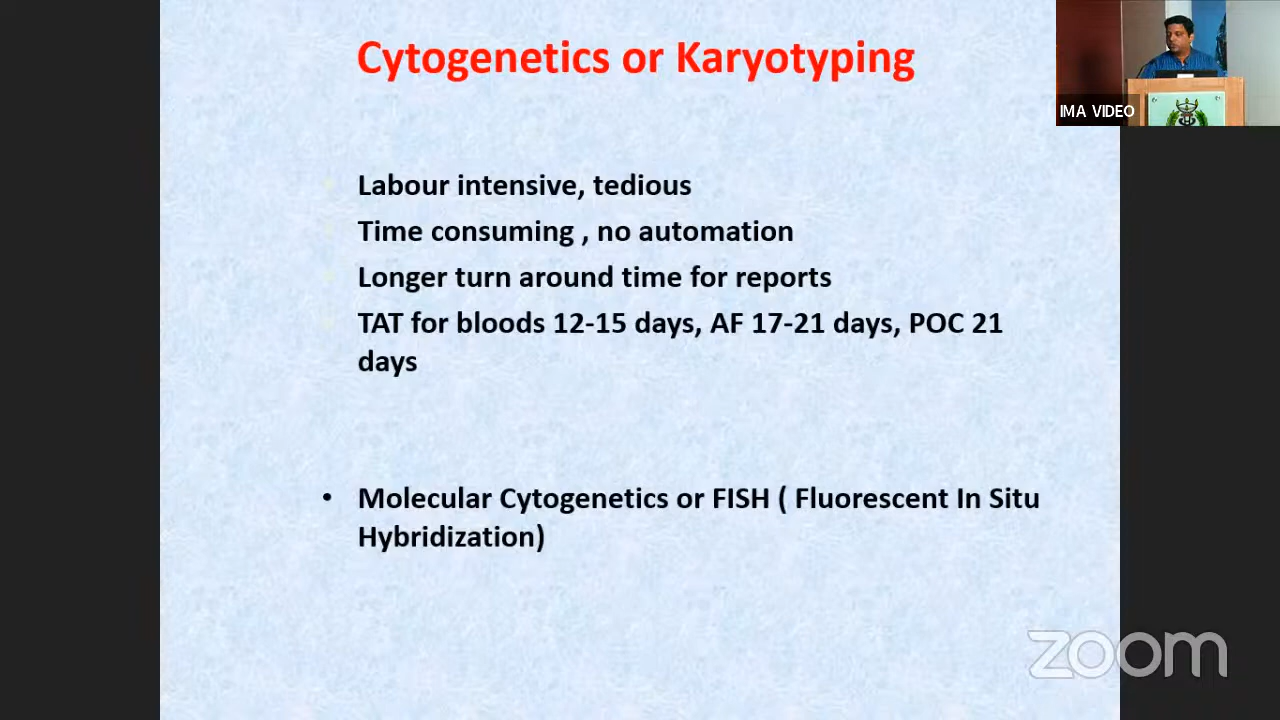 Cytogenetics or Karyotyping
IMA VIDEO
Labour intensive, tedious
Time consuming , no automation
Longer turn around time for reports
TAT for bloods 12-15 days, AF 17-21 days, POC 21
days
• Molecular Cytogenetics or FISH ( Fluorescent In Situ
Hybridization)
zoom